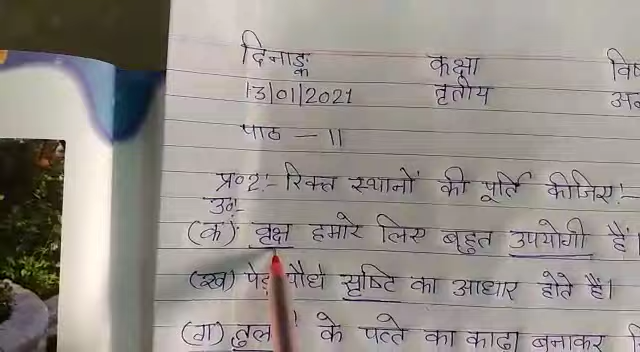 दिनाङ्क कक्षा
13/01/2021 तृतीय
पाठ - 11
प्र०2:- रिक्त स्थानों की पूर्ति कीजिए:-
उ०:-
(क) वृक्ष हमारे लिए बहुत उपयोगी हैं।
(ख) पेड़ पौधे सृष्टि का आधार होते हैं।
(ग) के पत्ते का काढ़ा बनाकर